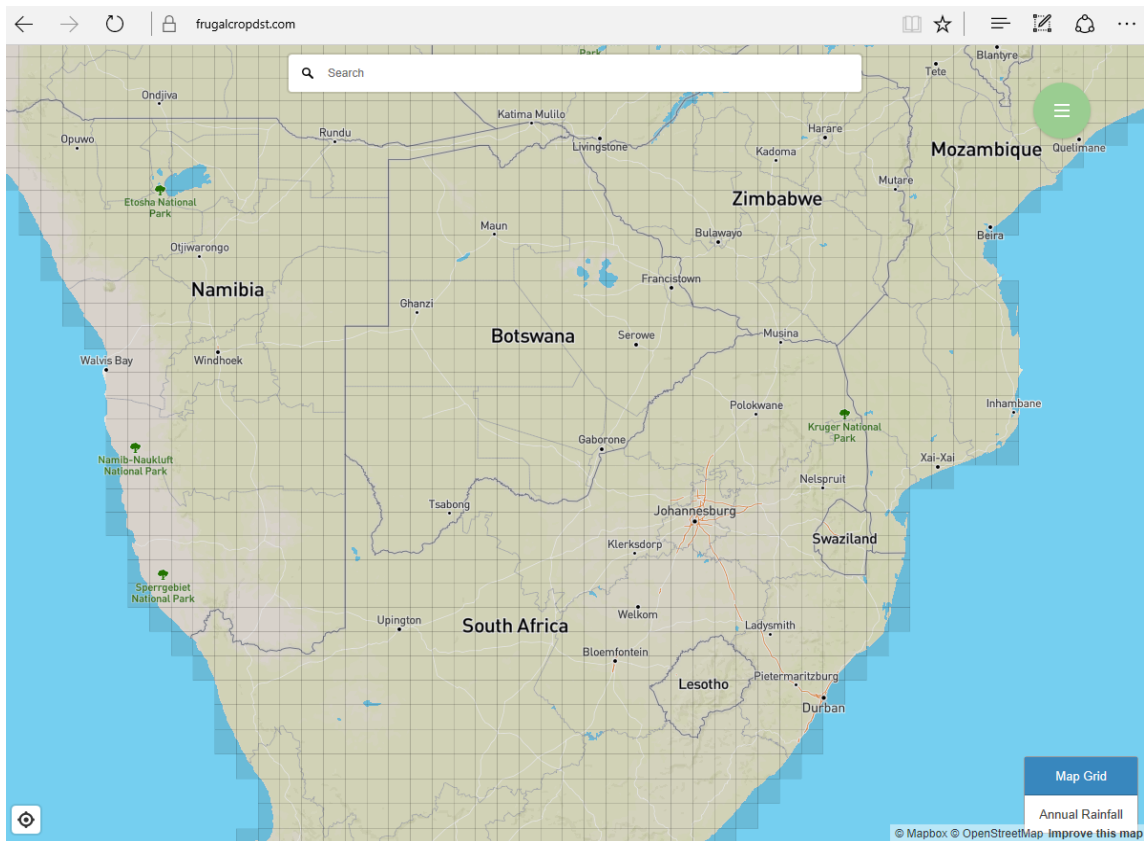 frugalcropdst.com
Park
Search
Blantyre
Tete
Ondjiva
Katima Mulilo
Rundu
Opuwo
Livingstone
Harare
Kadoma
Mozambique
Quelimane
Etosha National
Park
Mutare
Zimbabwe
Maun
Bulawayo
Beira
Otjiwarongo
Namibia
Francistown
Ghanzi
Botswana
Serowe
Musina
Walvis Bay
Windhoek
Polokwane
Inhambane
Kruger National
Park
Gaborone
Namib-Naukluft
National Park
Xai-Xai
Nelspruit
Tsabong
Johannesburg
Swaziland
Klerksdorp
Sperrgebiet
National Park
Welkom
Upington
South Africa
Ladysmith
Bloemfontein
Lesotho
Pietermaritzburg
Durban
Map Grid
Annual Rainfall
© Mapbox © OpenStreetMap Improve this map